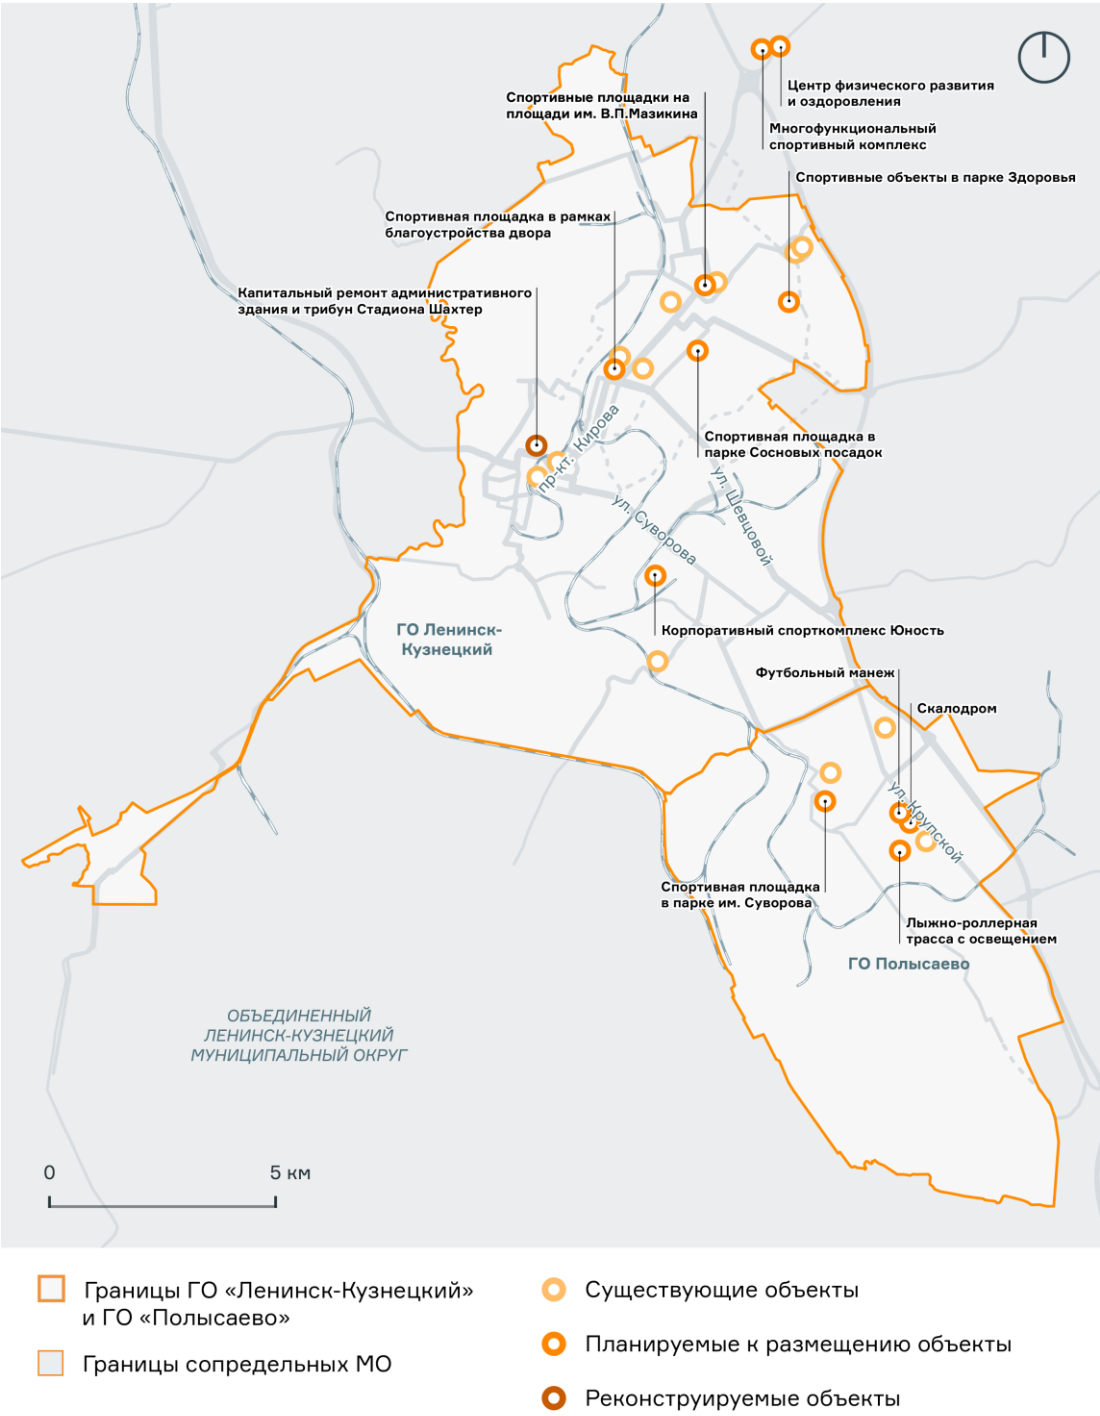 Центр физического развития
и оздоровления
Спортивные площадки на
площади им. В.П.Мазикина
Многофункциональный
спортивный комплекс
Спортивные объекты в парке Здоровья
Спортивная площадка в рамках
благоустройства двора
Капитальный ремонт административного
здания и трибун Стадиона Шахтер
пр-кт. Кирова
Спортивная площадка в
парке Сосновых посадок
ул. Шевцовой
ул. Суворова
ГО Ленинск-
Кузнецкий
Корпоративный спорткомплекс Юность
Футбольный манеж
Скалодром
ул. Крупской
Спортивная площадка
в парке им. Суворова
Лыжно-роллерная
трасса с освещением
ГО Полысаево
ОБЪЕДИНЕННЫЙ
ЛЕНИНСК-КУЗНЕЦКИЙ
МУНИЦИПАЛЬНЫЙ ОКРУГ
0 5 км
Границы ГО «Ленинск-Кузнецкий»
и ГО «Полысаево»
Границы сопредельных МО
Существующие объекты
Планируемые к размещению объекты
Реконструируемые объекты